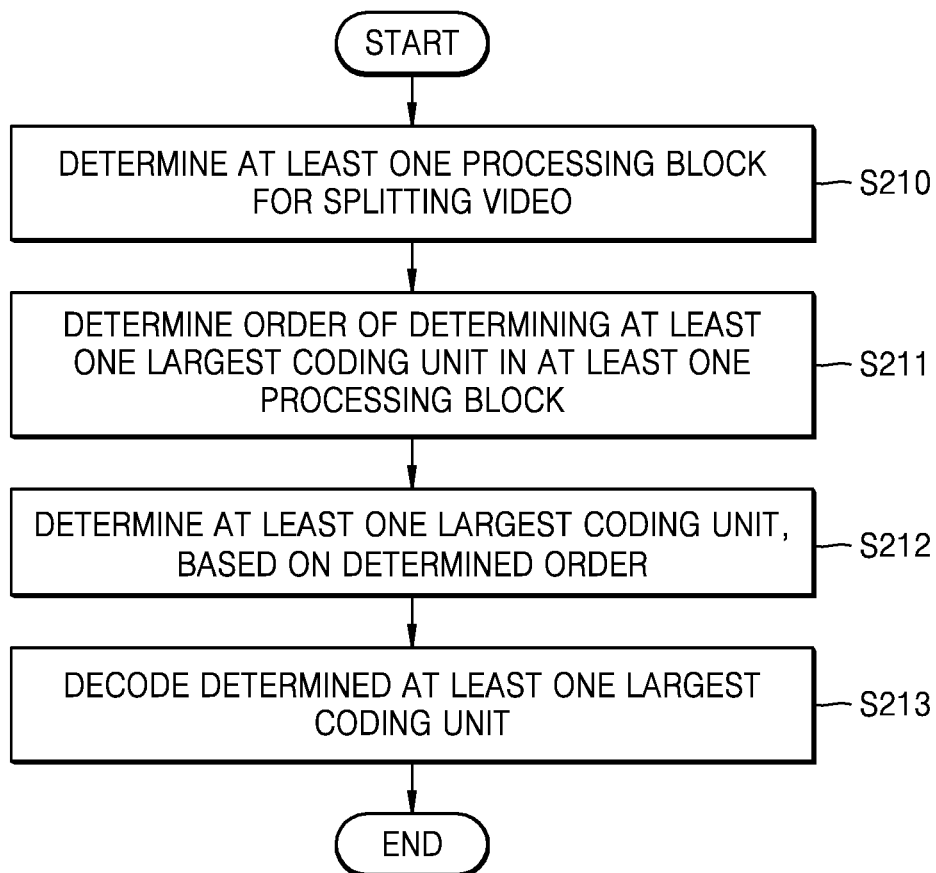 START
DETERMINE AT LEAST ONE PROCESSING BLOCK
FOR SPLITTING VIDEO
S210
DETERMINE ORDER OF DETERMINING AT LEAST
ONE LARGEST CODING UNIT IN AT LEAST ONE
PROCESSING BLOCK
S211
DETERMINE AT LEAST ONE LARGEST CODING UNIT,
BASED ON DETERMINED ORDER
S212
DECODE DETERMINED AT LEAST ONE LARGEST
CODING UNIT
S213
END